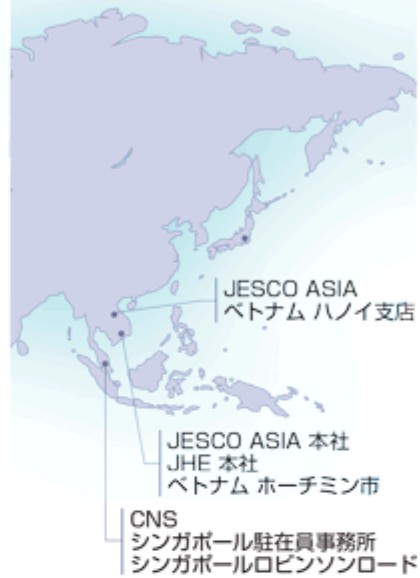 JESCO ASIA
ベトナム ハノイ支店
JESCO ASIA 本社
JHE 本社
ベトナム ホーチミン市
CNS
シンガポール駐在員事務所
シンガポールロビンソンロード